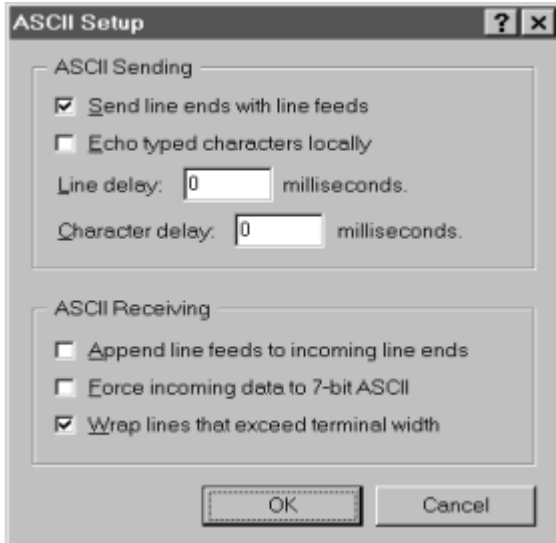 ASCII Setup
ASCII Sending
Send line ends with line feeds
Echo typed characters locally
Line delay: 0 milliseconds.
Character delay: 0 milliseconds.
ASCII Receiving
Append line feeds to incoming line ends
Force incoming data to 7-bit ASCII
Wrap lines that exceed terminal width
OK Cancel